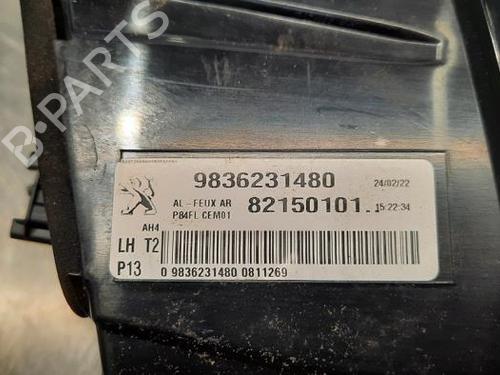 B-PARTS
9836231480 24/02/22
AL-FEUX AR 82150101 15:22:34
P84FL CEM01
AH4
LH T2
P13 0 9836231480 0811269